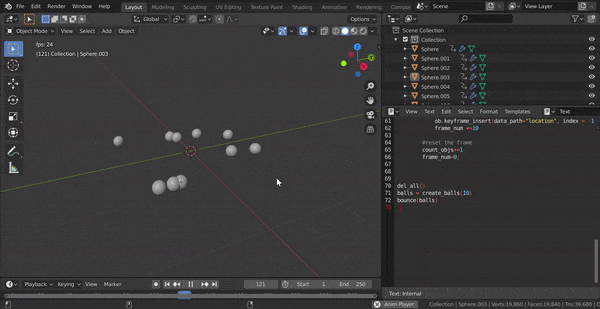 File Edit Render Window Help Layout Modeling Sculpting UV Editing Texture Paint Shading Animation Rendering Compo Scene View Layer
Global Options
Object Mode View Select Add Object
fps: 24
(121) Collection | Sphere.003
Scene Collection
Collection
Sphere
Sphere.001
Sphere.002
Sphere.003
Sphere.004
Sphere.005
View Text Edit Select Format Templates Text
61 ob.keyframe_insert(data_path="location", index = -1
62 frame_num +=10
63
64 #reset the frame
65 count_objs+=1
66 frame_num=0;
67
68
69
70 del_all()
71 balls = create_balls(10)
72 bounce(balls)
73
Text: Internal
Playback Keying View Marker 121 Start 1 End 250
Anim Player Collection | Sphere.003 | Verts:19,860 | Faces:19,840 | Tris:39,680